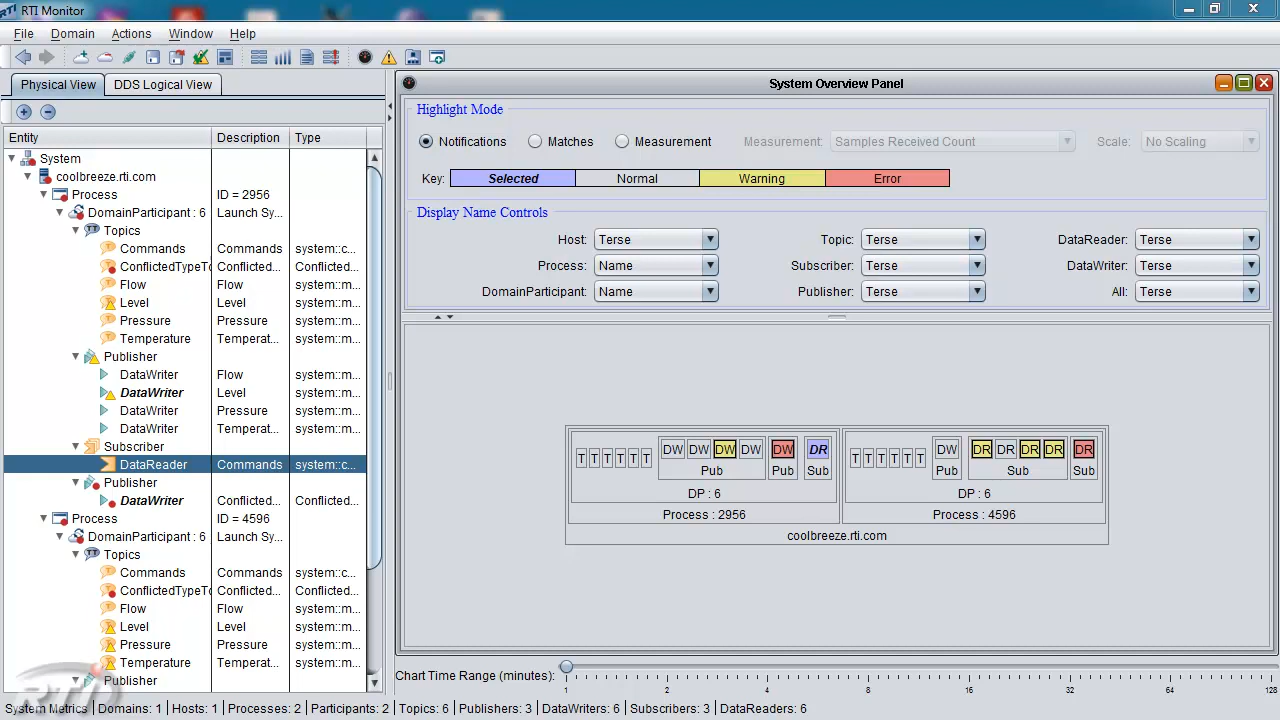 RTI Monitor
File Domain Actions Window Help
Physical View DDS Logical View
Entity Description Type
System
coolbreeze.rti.com
Process ID = 2956
DomainParticipant : 6 Launch Sy...
Topics
Commands Commands system::c...
ConflictedTypeTo Conflicted... Conflicted...
Flow Flow system::m...
Level Level system::m...
Pressure Pressure system::m...
Temperature Temperat... system::m...
Publisher
DataWriter Flow system::m...
DataWriter Level system::m...
DataWriter Pressure system::m...
DataWriter Temperat... system::m...
Subscriber
DataReader Commands system::c...
Publisher
DataWriter Conflicted... Conflicted...
Process ID = 4596
DomainParticipant : 6 Launch Sy...
Topics
Commands Commands system::c...
ConflictedTypeTo Conflicted... Conflicted...
Flow Flow system::m...
Level Level system::m...
Pressure Pressure system::m...
Temperature Temperat... system::m...
Publisher
RTI
System Overview Panel
Highlight Mode
Notifications Matches Measurement Measurement: Samples Received Count Scale: No Scaling
Key: Selected Normal Warning Error
Display Name Controls
Host: Terse Topic: Terse DataReader: Terse
Process: Name Subscriber: Terse DataWriter: Terse
DomainParticipant: Name Publisher: Terse All: Terse
T T T T T T DW DW DW DW DW DR T T T T T T DW DR DR DR DR DR
Pub Pub Sub Pub Sub Sub
DP : 6 DP : 6
Process : 2956 Process : 4596
coolbreeze.rti.com
Chart Time Range (minutes):
1 2 4 8 16 32 64 128
System Metrics Domains: 1 Hosts: 1 Processes: 2 Participants: 2 Topics: 6 Publishers: 3 DataWriters: 6 Subscribers: 3 DataReaders: 6